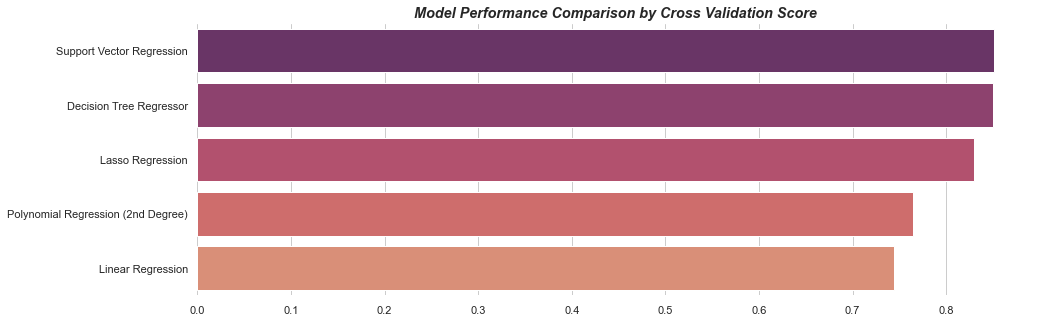 Model Performance Comparison by Cross Validation Score
Support Vector Regression
Decision Tree Regressor
Lasso Regression
Polynomial Regression (2nd Degree)
Linear Regression
0.0 0.1 0.2 0.3 0.4 0.5 0.6 0.7 0.8